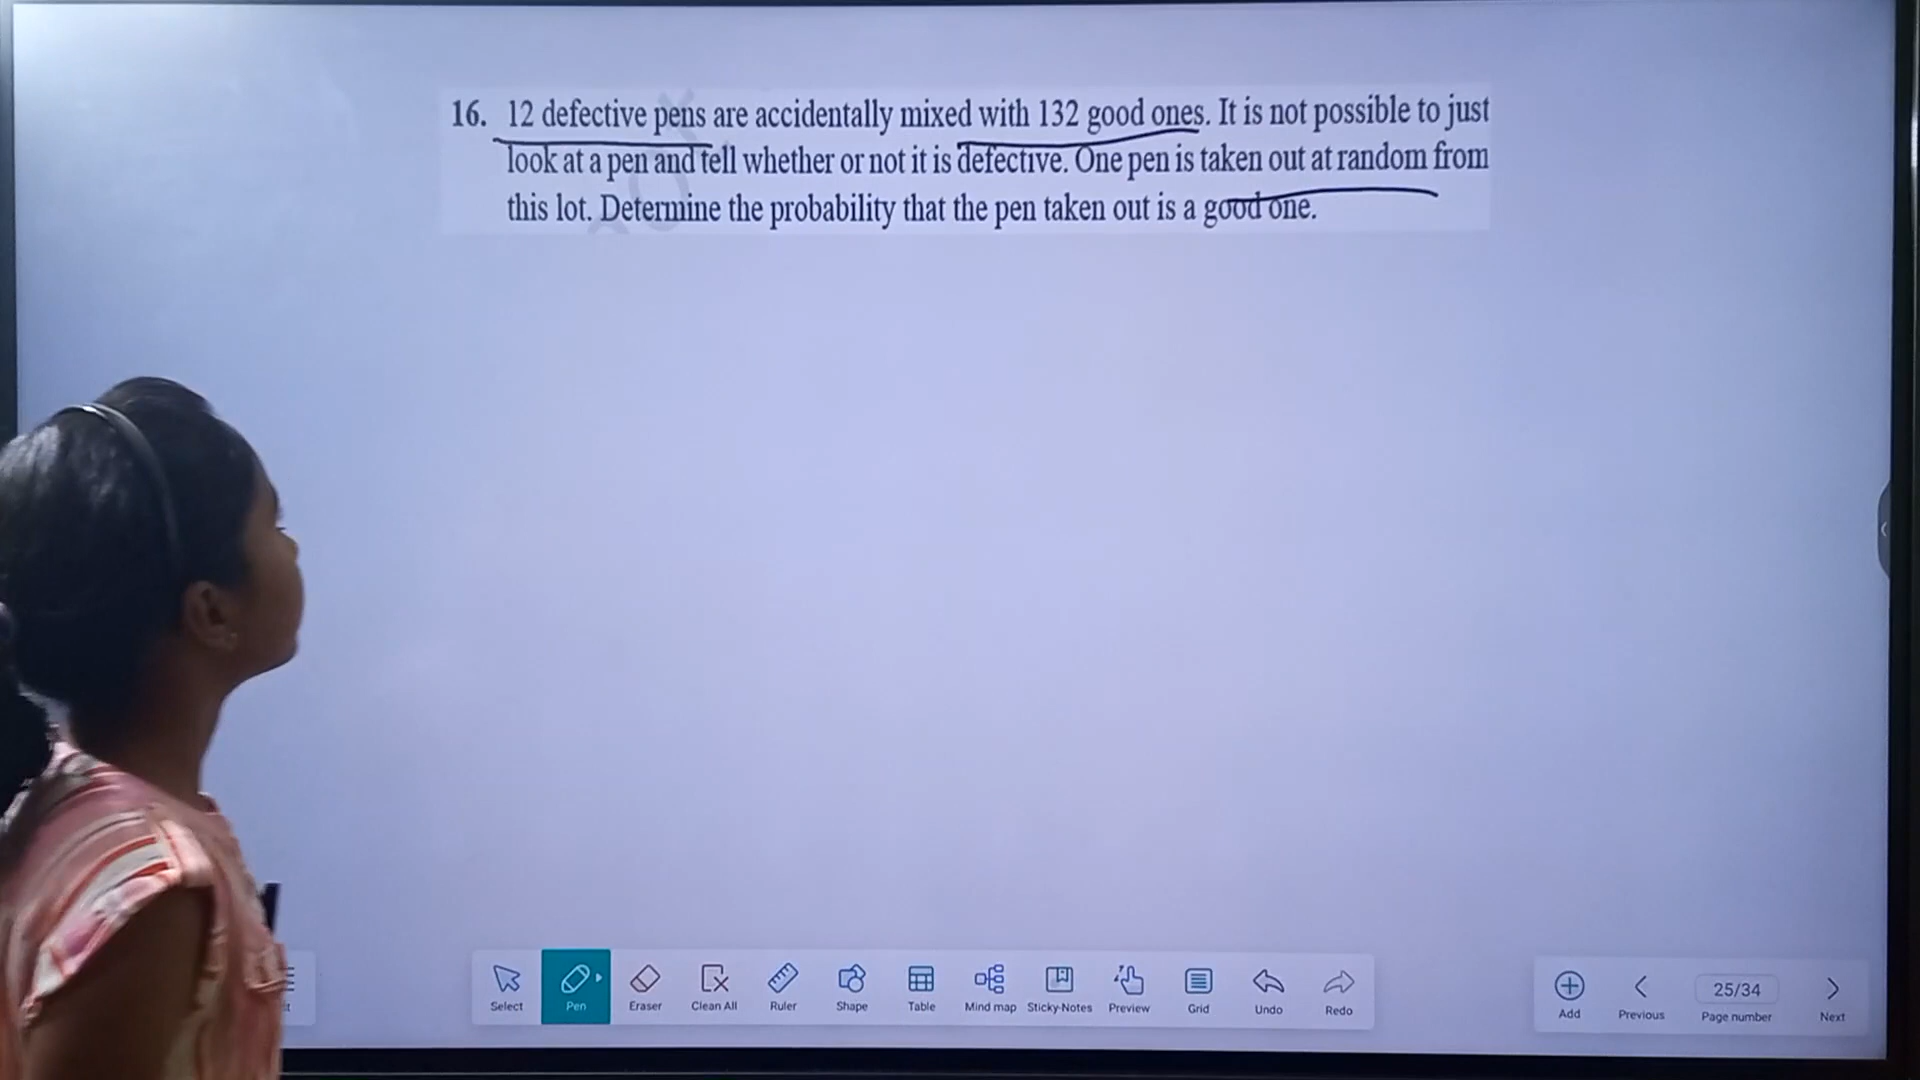 16. 12 defective pens are accidentally mixed with 132 good ones. It is not possible to just
look at a pen and tell whether or not it is defective. One pen is taken out at random from
this lot. Determine the probability that the pen taken out is a good one.
Select Pen Eraser Clean All Ruler Shape Table Mind map Sticky-Notes Preview Grid Undo Redo
Add Previous 25/34 Page number Next